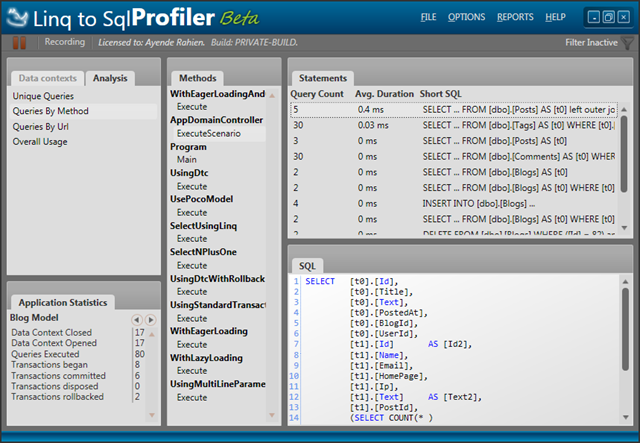 Linq to SqlProfiler Beta
FILE OPTIONS REPORTS HELP
Recording Licensed to: Ayende Rahien. Build: PRIVATE-BUILD. Filter Inactive
Data contexts Analysis
Unique Queries
Queries By Method
Queries By Url
Overall Usage
Application Statistics
Blog Model
Data Context Closed 17
Data Context Opened 17
Queries Executed 80
Transactions began 8
Transactions committed 6
Transactions disposed 0
Transactions rollbacked 2
Methods
WithEagerLoadingAnd
Execute
AppDomainController
ExecuteScenario
Program
Main
UsingDtc
Execute
UsePocoModel
Execute
SelectUsingLinq
Execute
SelectNPlusOne
Execute
UsingDtcWithRollback
Execute
UsingStandardTransact
Execute
WithEagerLoading
Execute
WithLazyLoading
Execute
UsingMultiLineParame
Execute
Statements
Query Count Avg. Duration Short SQL
5 0.4 ms SELECT ... FROM [dbo].[Posts] AS [t0] left outer jo
30 0.03 ms SELECT ... FROM [dbo].[Tags] AS [t0] WHERE [t0].
3 0 ms SELECT ... FROM [dbo].[Posts] AS [t0]
30 0 ms SELECT ... FROM [dbo].[Comments] AS [t0] WHER
2 0 ms SELECT ... FROM [dbo].[Blogs] AS [t0]
2 0 ms SELECT ... FROM [dbo].[Blogs] AS [t0] WHERE [t0]
4 0 ms INSERT INTO [dbo].[Blogs] ...
2 0 ms SELECT ... FROM [dbo].[Blogs] AS [t0] WHERE [t0]
2 0 ms DELETE FROM [dbo].[Blogs] WHERE ([Id] = 82) a
SQL
1 SELECT [t0].[Id],
2 [t0].[Title],
3 [t0].[Text],
4 [t0].[PostedAt],
5 [t0].[BlogId],
6 [t0].[UserId],
7 [t1].[Id] AS [Id2],
8 [t1].[Name],
9 [t1].[Email],
10 [t1].[HomePage],
11 [t1].[Ip],
12 [t1].[Text] AS [Text2],
13 [t1].[PostId],
14 (SELECT COUNT(* )